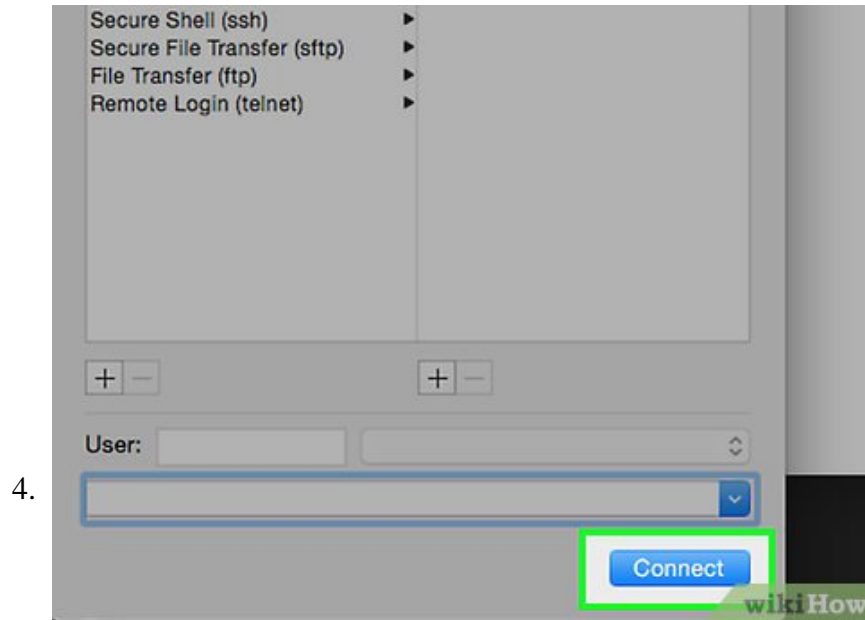 Secure Shell (ssh)
Secure File Transfer (sftp)
File Transfer (ftp)
Remote Login (telnet)
User:
4.
Connect
wikiHow